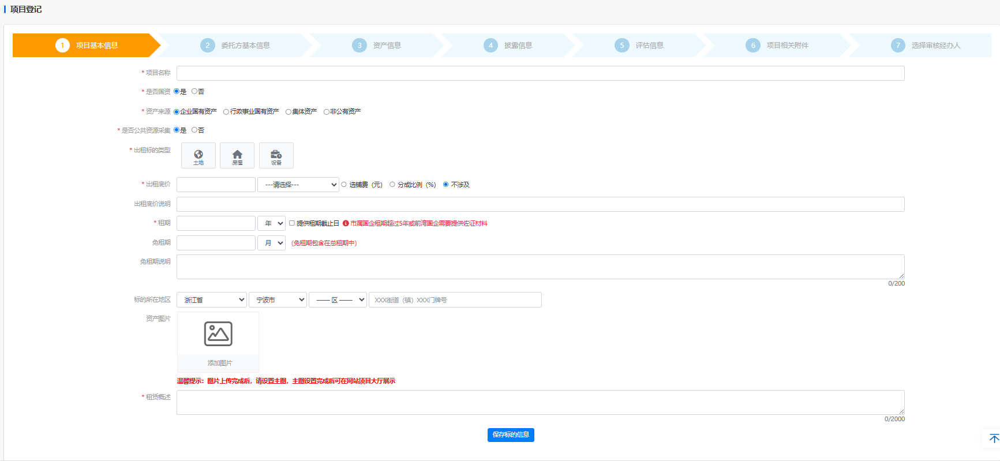 项目登记
1 项目基本信息 2 委托方基本信息 3 资产信息 4 披露信息 5 评估信息 6 项目相关附件 7 选择审核经办人
* 项目名称
* 是否国资 是 否
* 资产来源 企业国有资产 行政事业国有资产 集体资产 非公有资产
* 是否公共资源采集 是 否
* 出租标的类型 土地 房屋 设备
* 出租底价 ---请选择--- 选铺费（元） 分成比例（%） 不涉及
出租底价说明
* 租期 年 提供租期截止日 市属国企租期超过5年或前湾国企需要提供佐证材料
免租期 月 (免租期包含在总租期中)
免租期说明
0/200
标的所在地区 浙江省 宁波市 —— 区 —— XXX街道（镇）XXX门牌号
资产图片
添加图片
温馨提示：图片上传完成后，请设置主图，主图设置完成后可在网站项目大厅展示
* 租赁概述
0/2000
保存标的信息